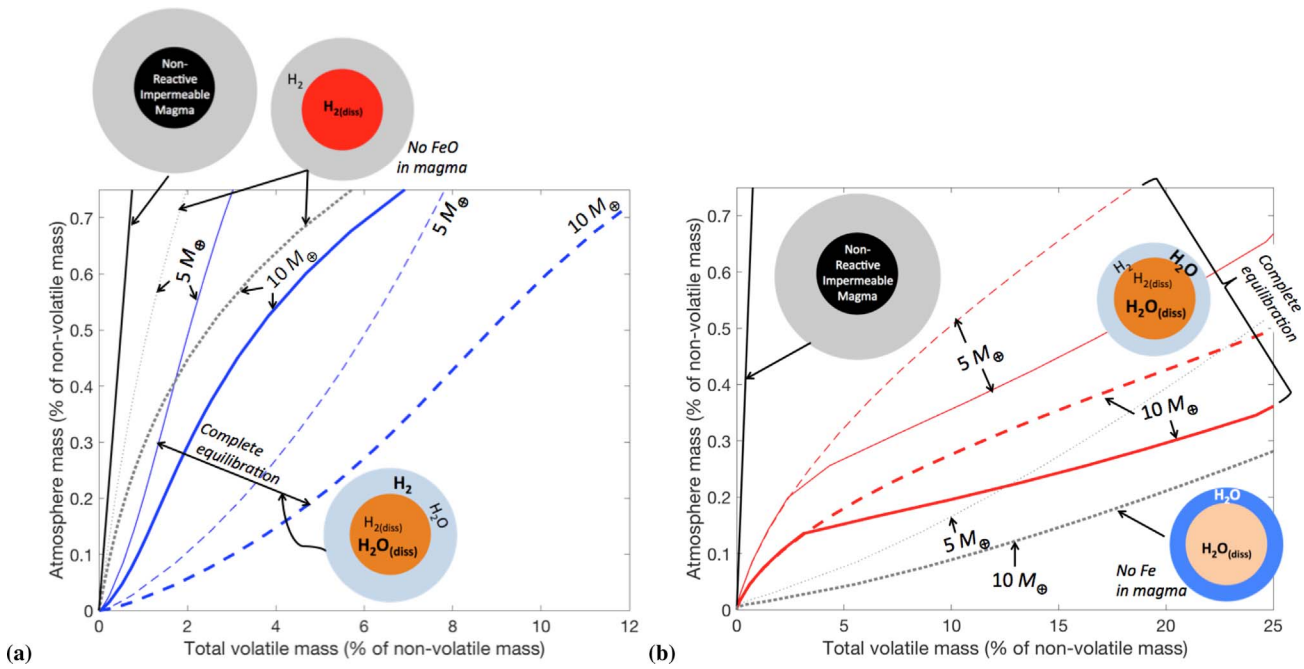 Non-
Reactive
Impermeable
Magma
H2
H2(diss)
No FeO
in magma
Atmosphere mass (% of non-volatile mass)
0.7
0.6
0.5
0.4
0.3
0.2
0.1
0
5 M⊕
10 M⊕
5 M⊕
10 M⊕
Complete
equilibration
H2
H2O
H2(diss)
H2O(diss)
0 2 4 6 8 10 12
Total volatile mass (% of non-volatile mass)
(a)
Atmosphere mass (% of non-volatile mass)
0.7
0.6
0.5
0.4
0.3
0.2
0.1
0
Non-
Reactive
Impermeable
Magma
H2
H2O
H2(diss)
H2O(diss)
Complete
equilibration
5 M⊕
10 M⊕
5 M⊕
10 M⊕
No Fe
in magma
H2O
H2O(diss)
0 5 10 15 20 25
Total volatile mass (% of non-volatile mass)
(b)